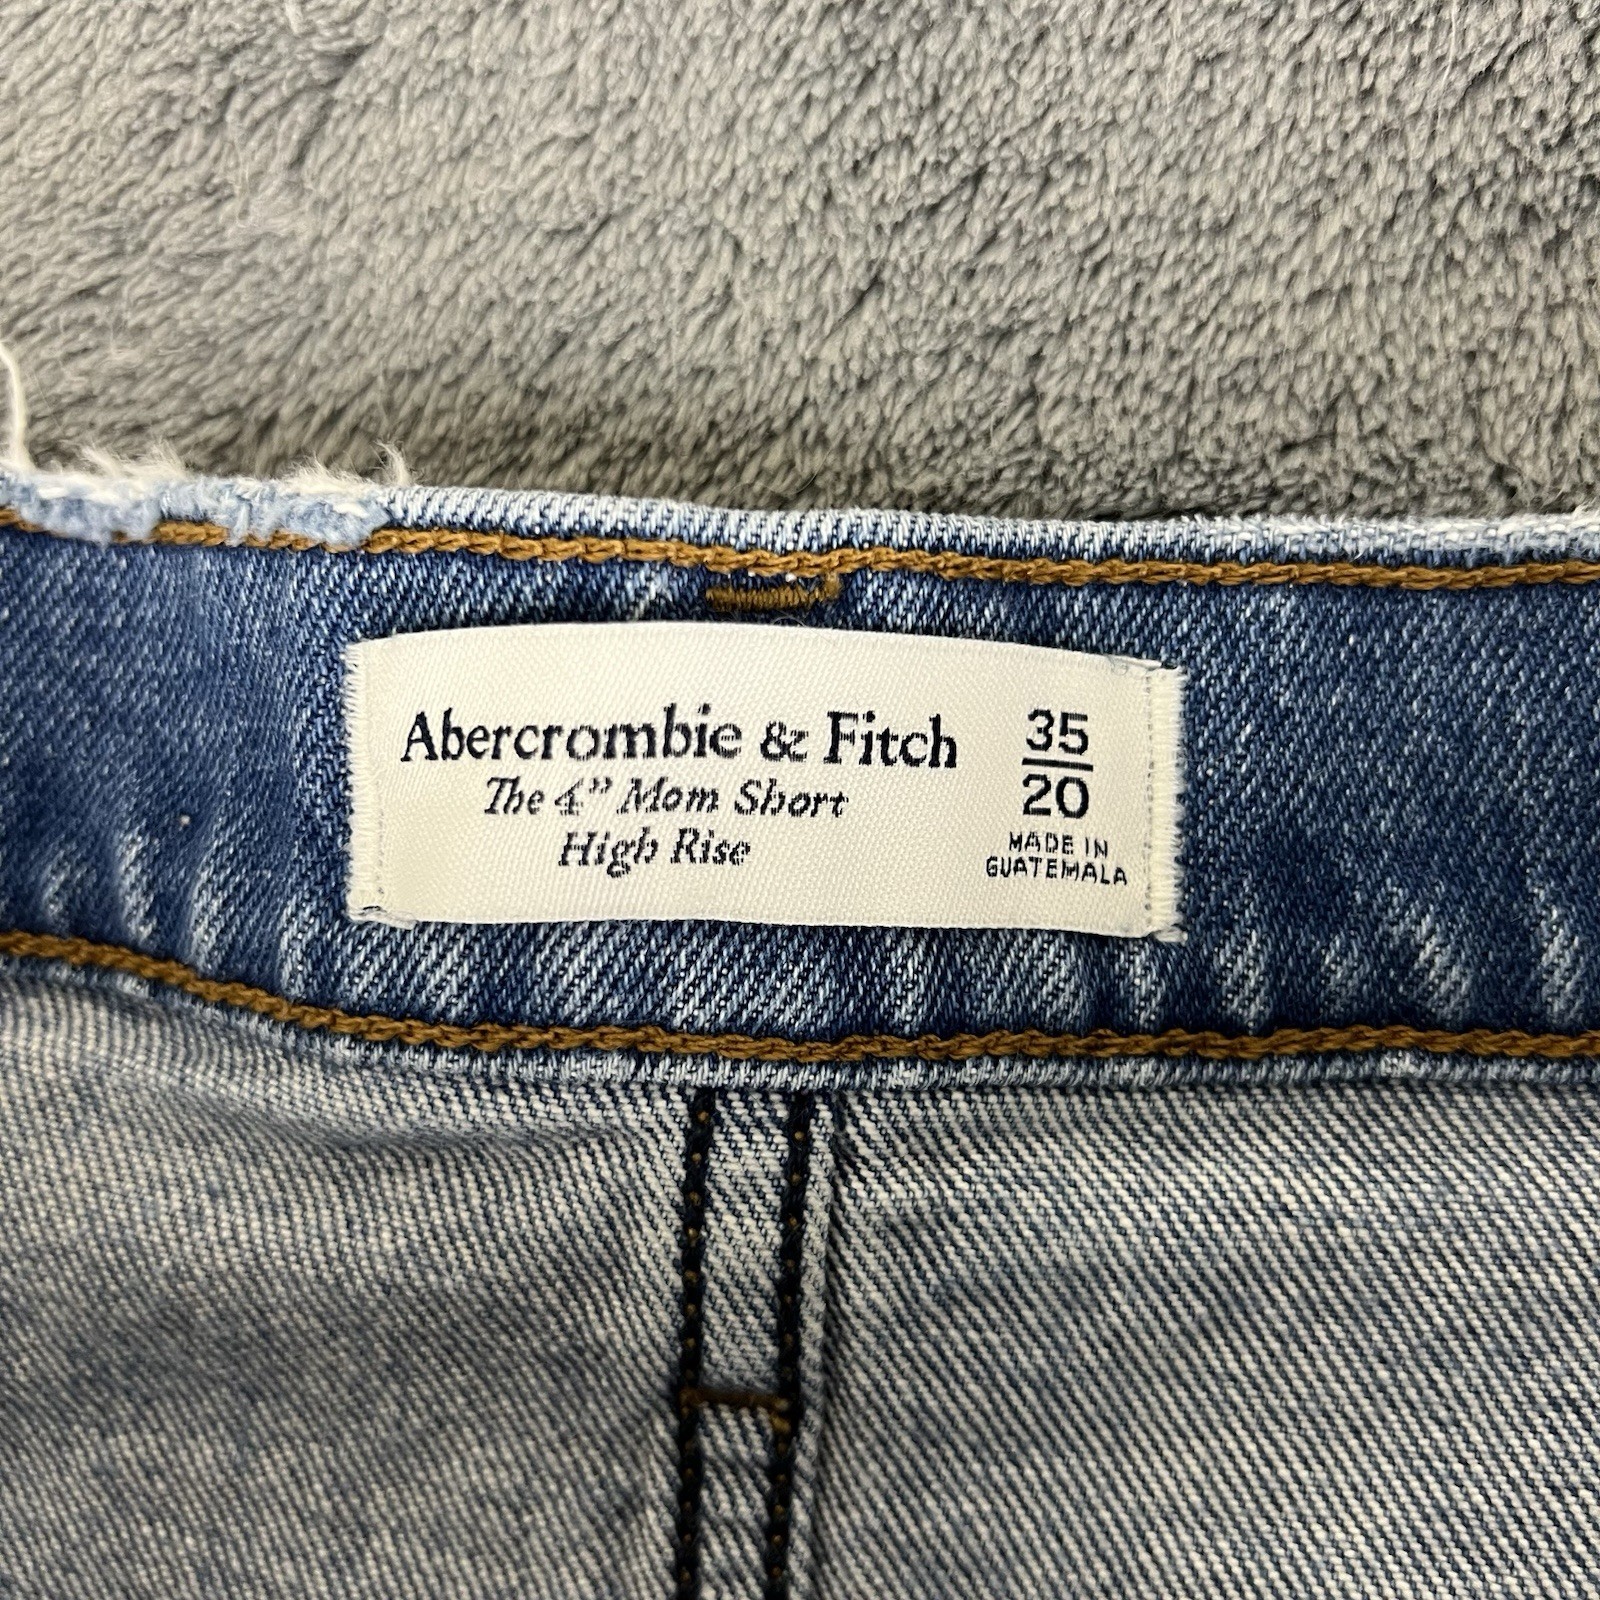 Abercrombie & Fitch
The 4” Mom Short
High Rise
35
20
MADE IN
GUATEMALA